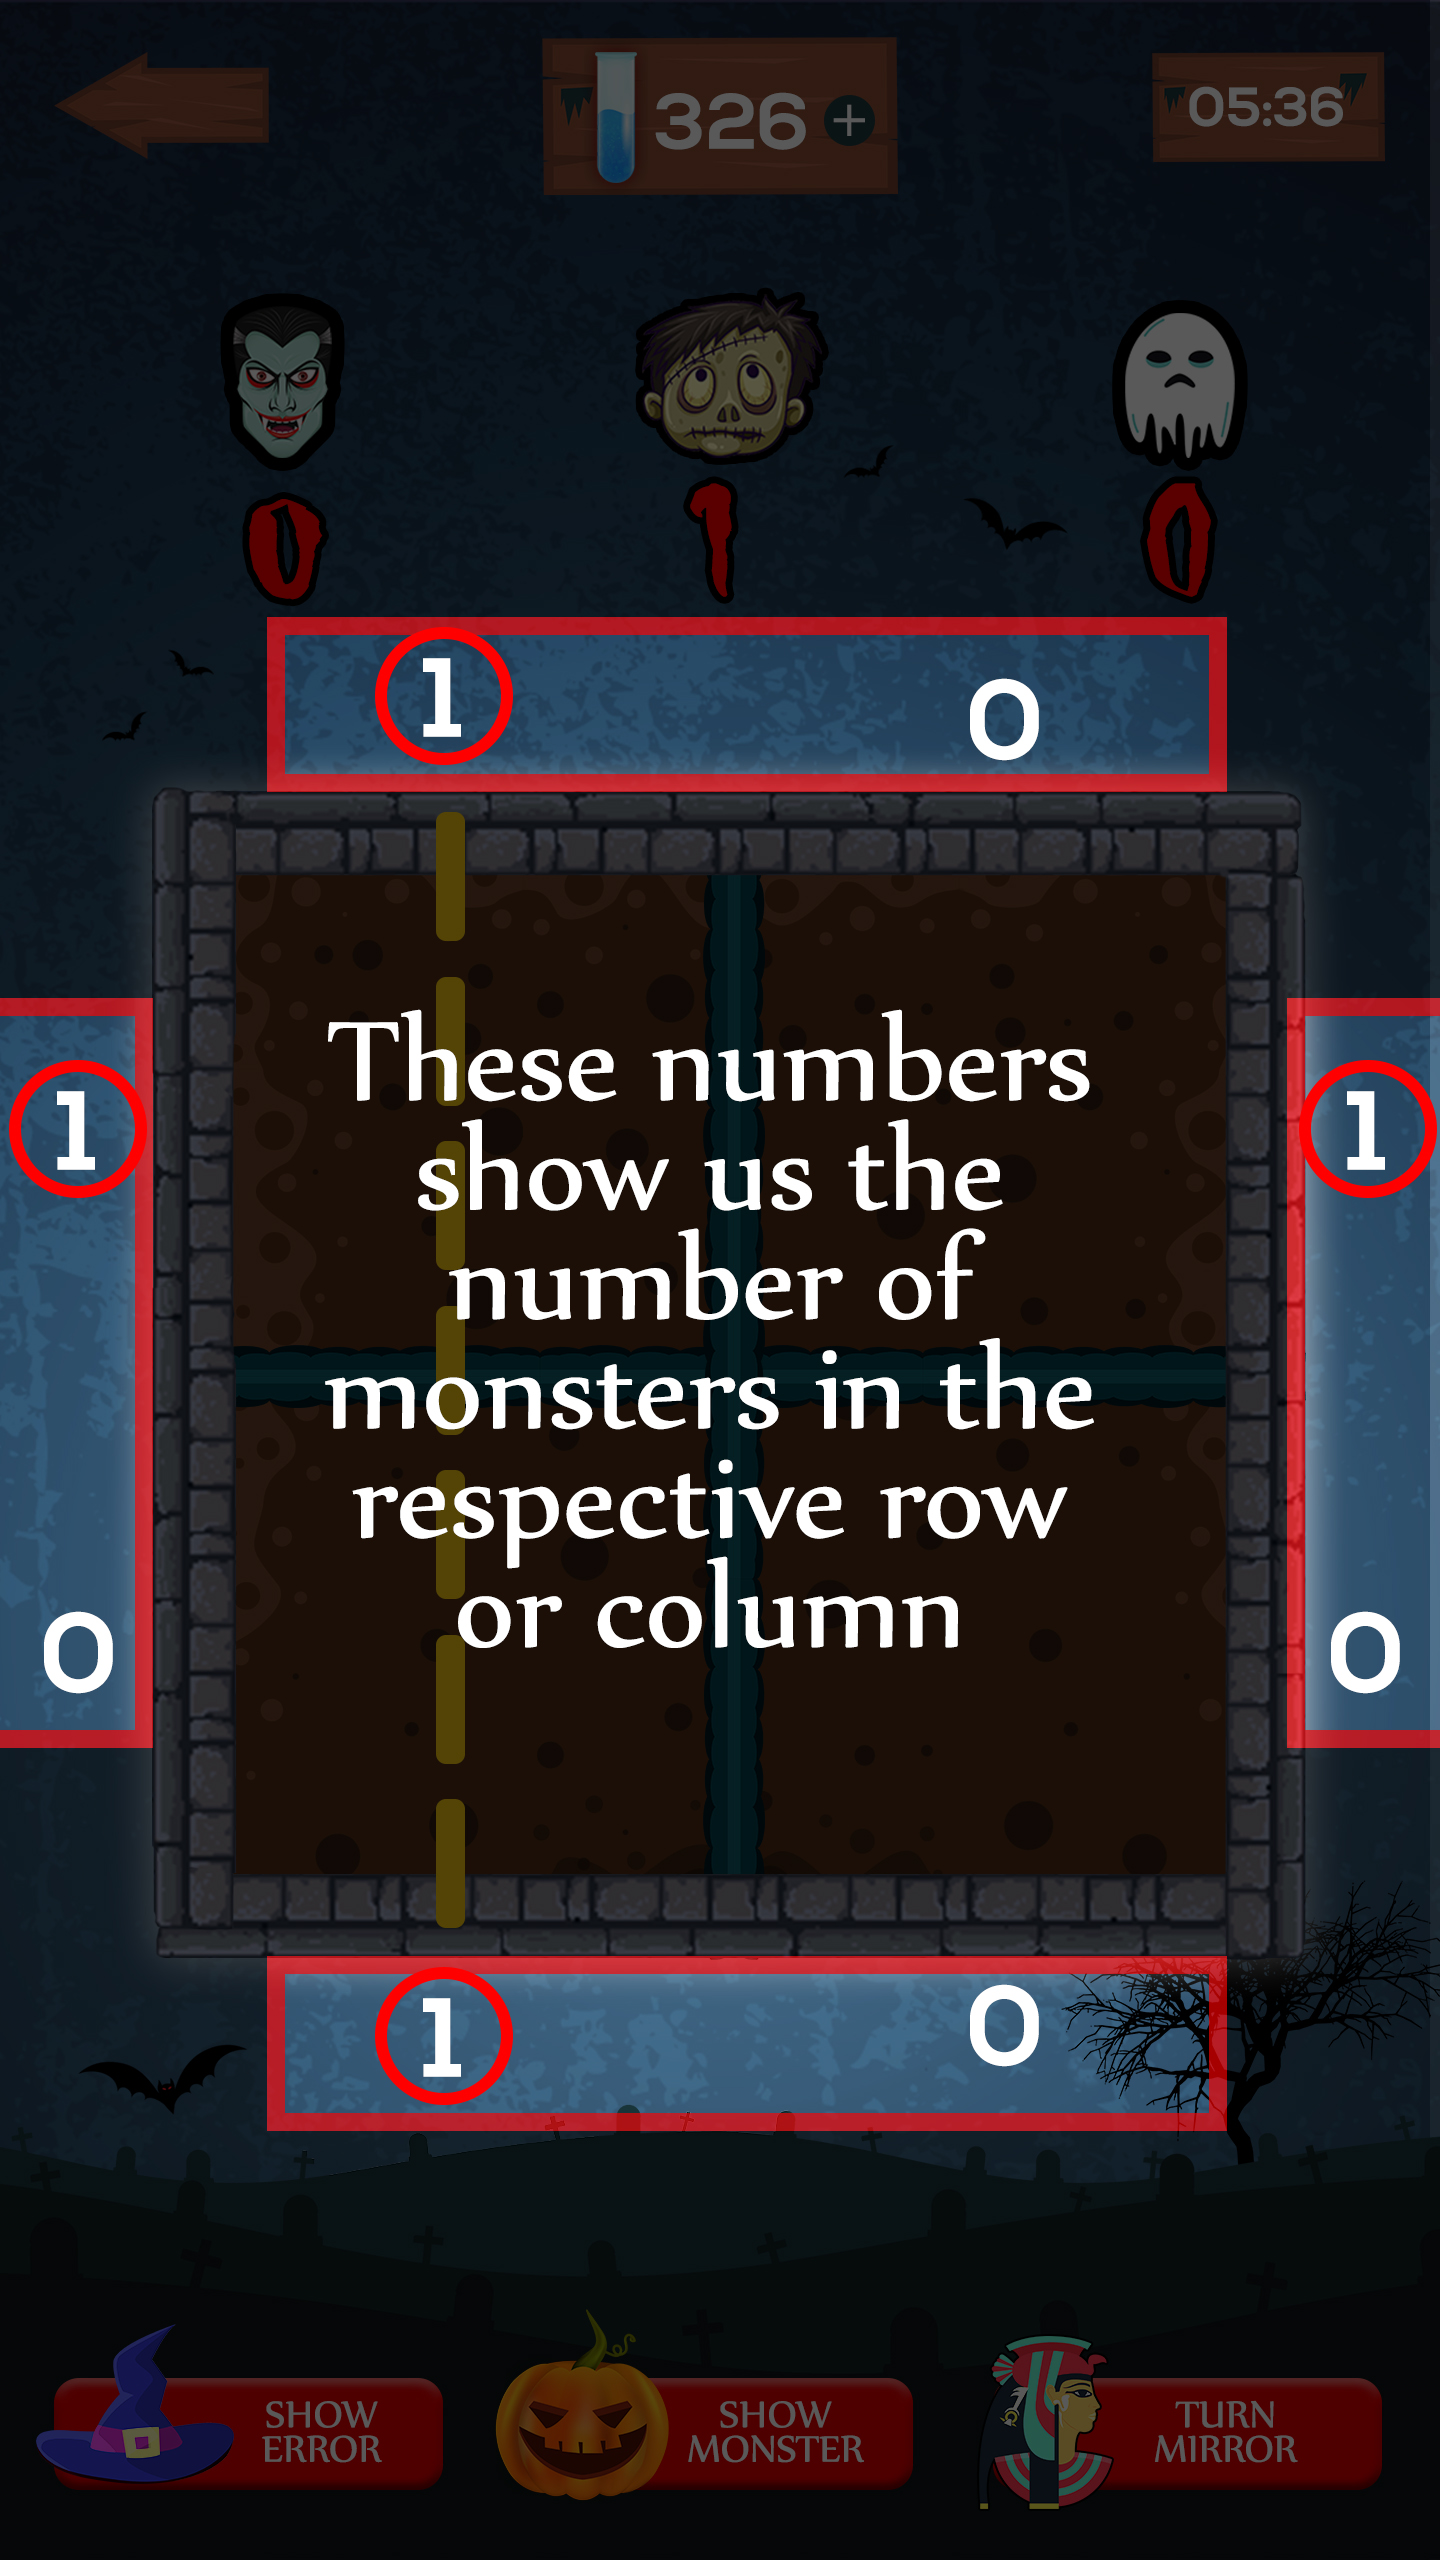 326 +
05:36
0 1 0
1 0
1 1
These numbers
show us the
number of
monsters in the
respective row
or column
0 0
1 0
SHOW
ERROR
SHOW
MONSTER
TURN
MIRROR